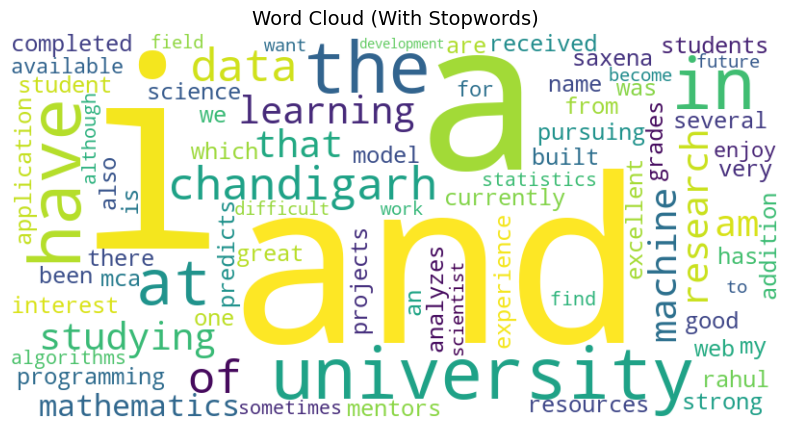 Word Cloud (With Stopwords)
completed field want development are received students
available student science data the a for saxena become future
name in
have although application also is we learning that which model from was several
pursuing grades enjoy very
built statistics
i chandigarh currently excellent research
difficult work
there been mca at predicts great and projects an analyzes scientist experience find machine am has addition to
interest one good
studying web my
algorithms programming of university rahul
mathematics sometimes mentors resources strong